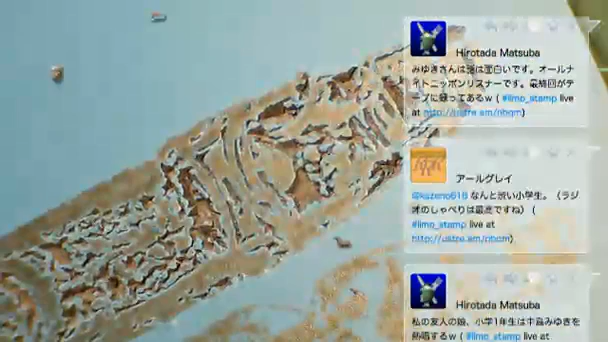 Hirotada Matsuba
みゆきさんは話は面白いです。オールナ
イトニッポンリスナーです。最終回がテ
ープに録ってあるw ( #limo_stamp live
at http://ustre.am/nhqm)
アールグレイ
@kazeno618 なんと渋い小学生。（ラジ
オのしゃべりは最高ですね） (
#limo_stamp live at
http://ustre.am/nhqm)
Hirotada Matsuba
私の友人の娘、小学1年生は中島みゆきを
熱唱するw ( #limo_stamp live at